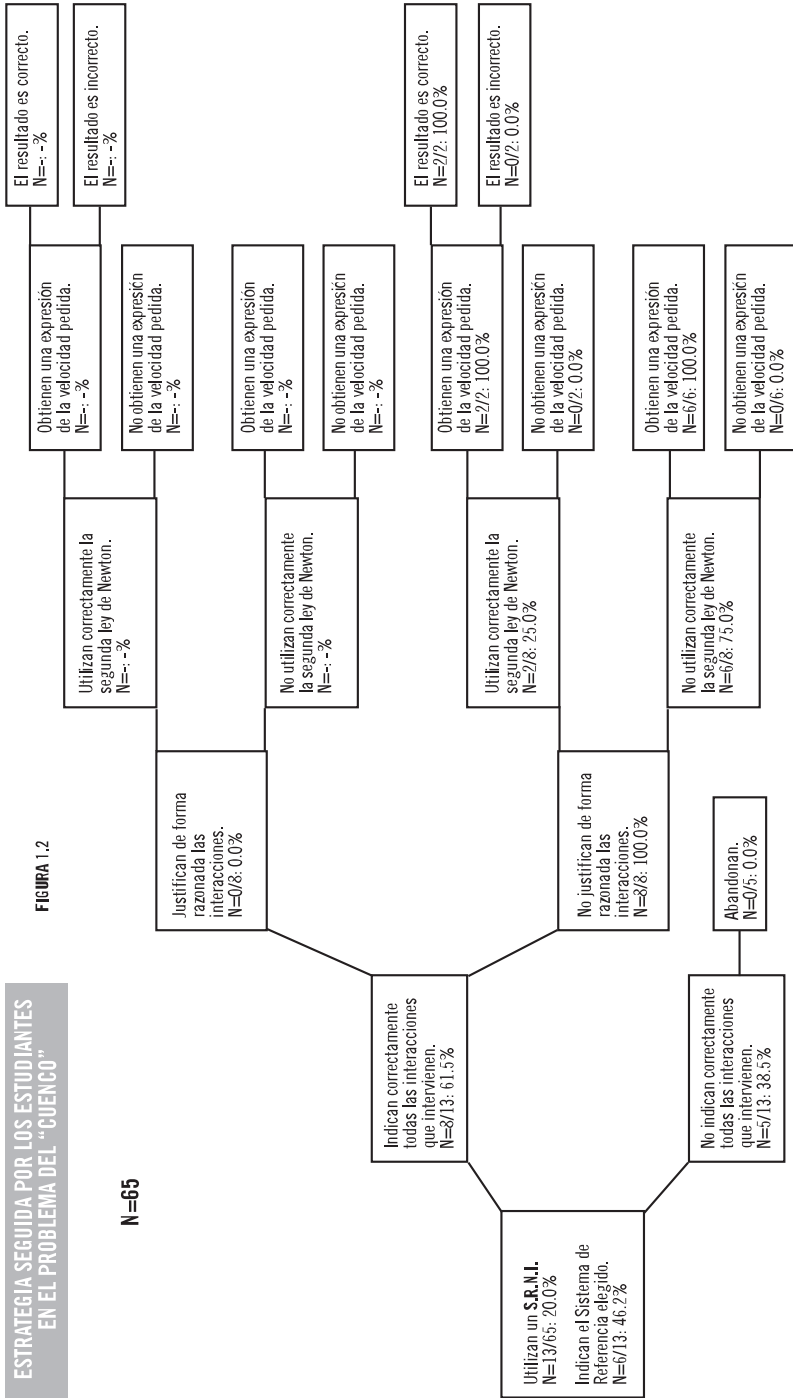 ESTRATEGIA SEGUIDA POR LOS ESTUDIANTES
EN EL PROBLEMA DEL “CUENCO”
FIGURA 1.2
N=65
Utilizan un S.R.N.I.
N=13/65: 20.0%
Indican el Sistema de
Referencia elegido.
N=6/13: 46.2%
Indican correctamente
todas las interacciones
que intervienen.
N=8/13: 61.5%
No indican correctamente
todas las interacciones
que intervienen.
N=5/13: 38.5%
Justifican de forma
razonada las
interacciones.
N=0/8: 0.0%
No justifican de forma
razonada las
interacciones.
N=8/8: 100.0%
Abandonan.
N=0/5: 0.0%
Utilizan correctamente la
segunda ley de Newton.
N=-: -%
No utilizan correctamente
la segunda ley de Newton.
N=-: -%
Utilizan correctamente la
segunda ley de Newton.
N=2/8: 25.0%
No utilizan correctamente
la segunda ley de Newton.
N=6/8: 75.0%
Obtienen una expresión
de la velocidad pedida.
N=-: -%
No obtienen una expresión
de la velocidad pedida.
N=-: -%
Obtienen una expresión
de la velocidad pedida.
N=-: -%
No obtienen una expresión
de la velocidad pedida.
N=-: -%
Obtienen una expresión
de la velocidad pedida.
N=2/2: 100.0%
No obtienen una expresión
de la velocidad pedida.
N=0/2: 0.0%
Obtienen una expresión
de la velocidad pedida.
N=6/6: 100.0%
No obtienen una expresión
de la velocidad pedida.
N=0/6: 0.0%
El resultado es correcto.
N=-: -%
El resultado es incorrecto.
N=-: -%
El resultado es correcto.
N=2/2: 100.0%
El resultado es incorrecto.
N=0/2: 0.0%